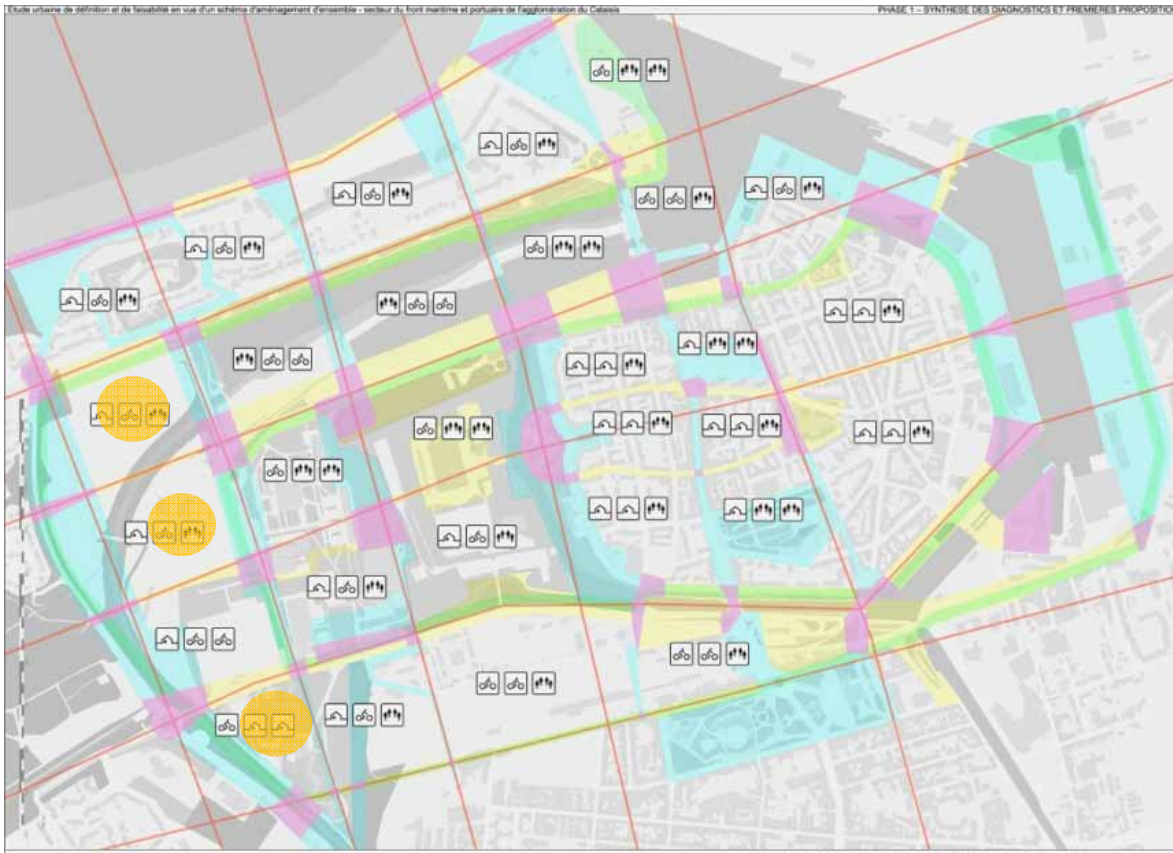 Etude urbaine de définition et de faisabilité en vue d'un schéma d'aménagement d'ensemble - secteur du front maritime et portuaire de l'agglomération du Calaisis
PHASE 1 – SYNTHESE DES DIAGNOSTICS ET PREMIERES PROPOSITION